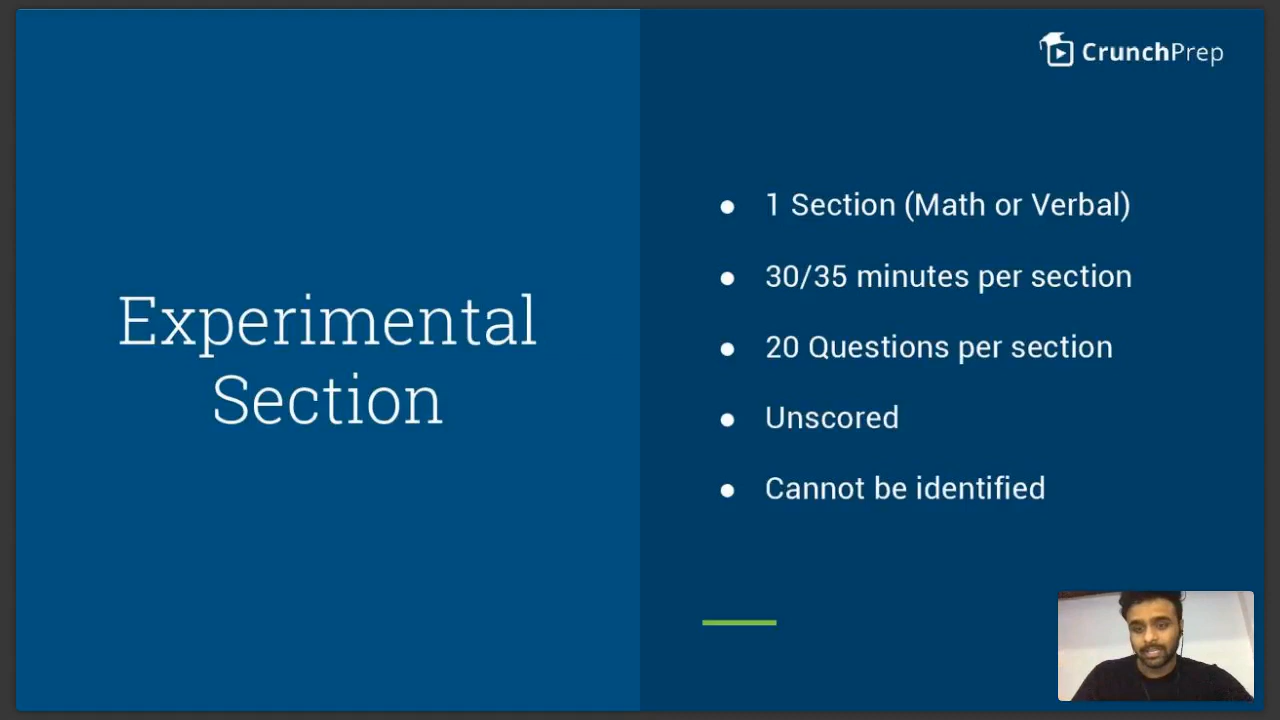 CrunchPrep
Experimental
Section
● 1 Section (Math or Verbal)
● 30/35 minutes per section
● 20 Questions per section
● Unscored
● Cannot be identified